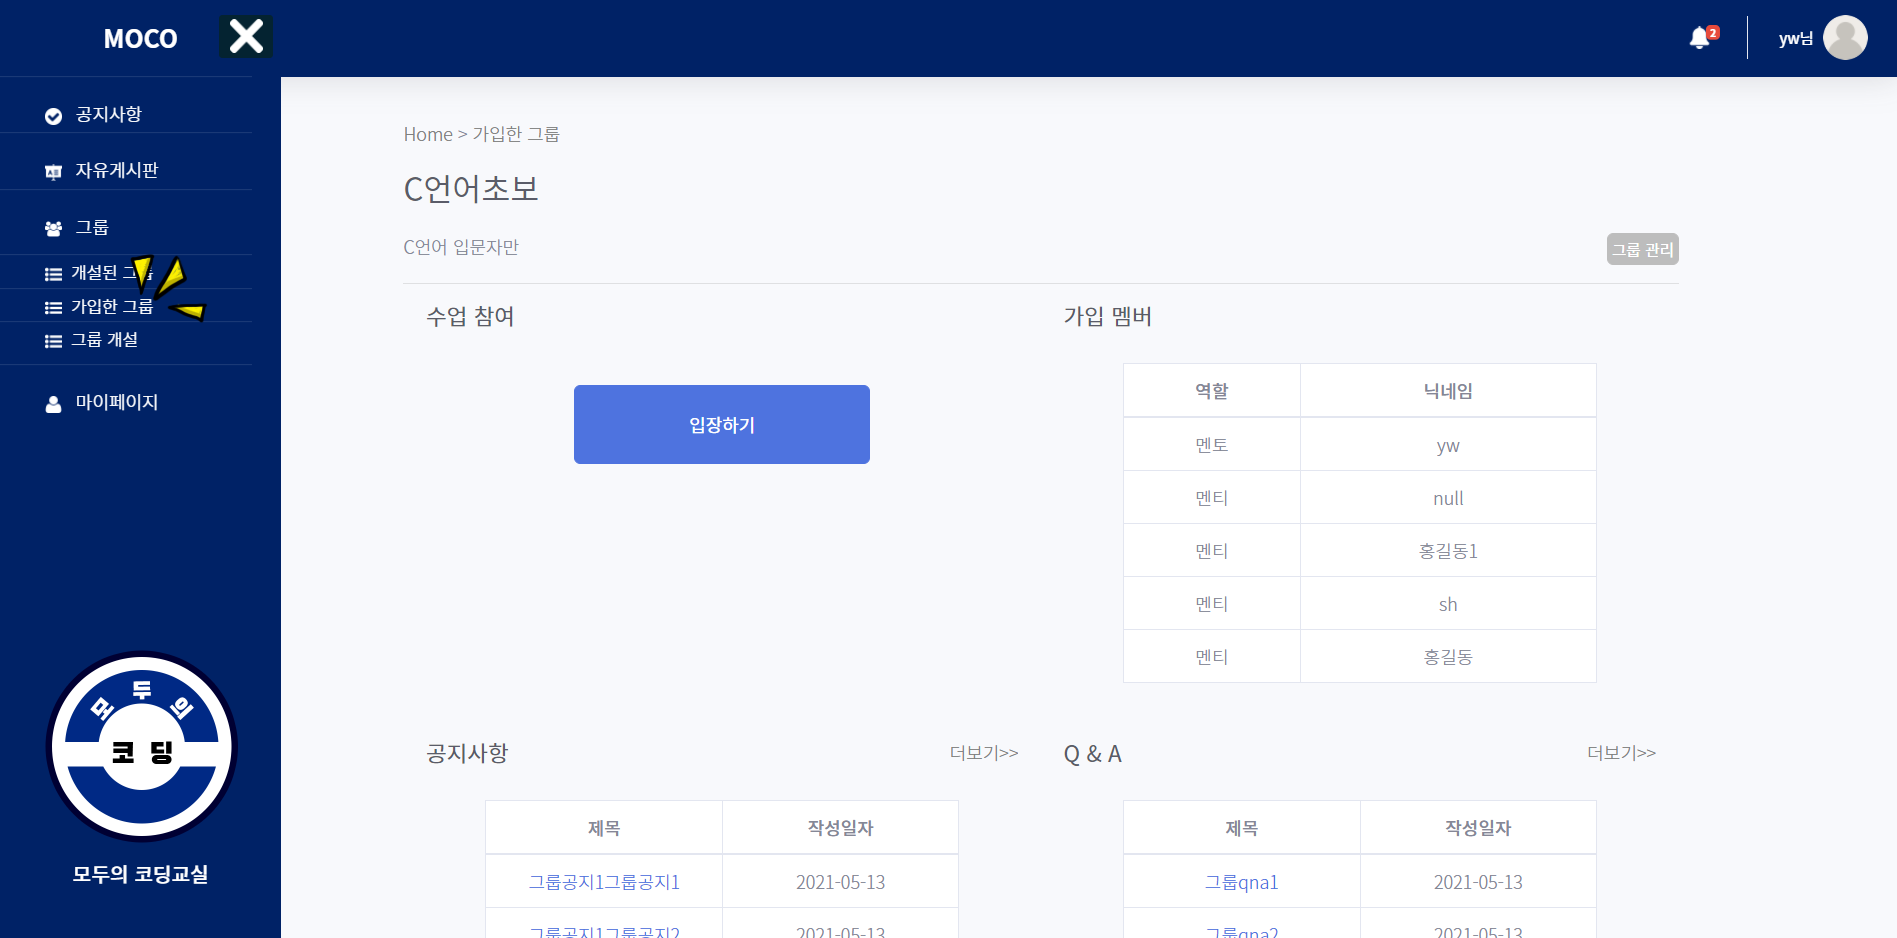 MOCO
2
yw님
공지사항
자유게시판
그룹
개설된 그룹
가입한 그룹
그룹 개설
마이페이지
모두의
코딩
모두의 코딩교실
Home > 가입한 그룹
C언어초보
C언어 입문자만
그룹 관리
수업 참여
입장하기
가입 멤버
역할 닉네임
멘토 yw
멘티 null
멘티 홍길동1
멘티 sh
멘티 홍길동
공지사항 더보기>>
제목 작성일자
그룹공지1그룹공지1 2021-05-13
그룹공지1그룹공지2 2021-05-13
Q & A 더보기>>
제목 작성일자
그룹qna1 2021-05-13
그룹qna2 2021-05-13